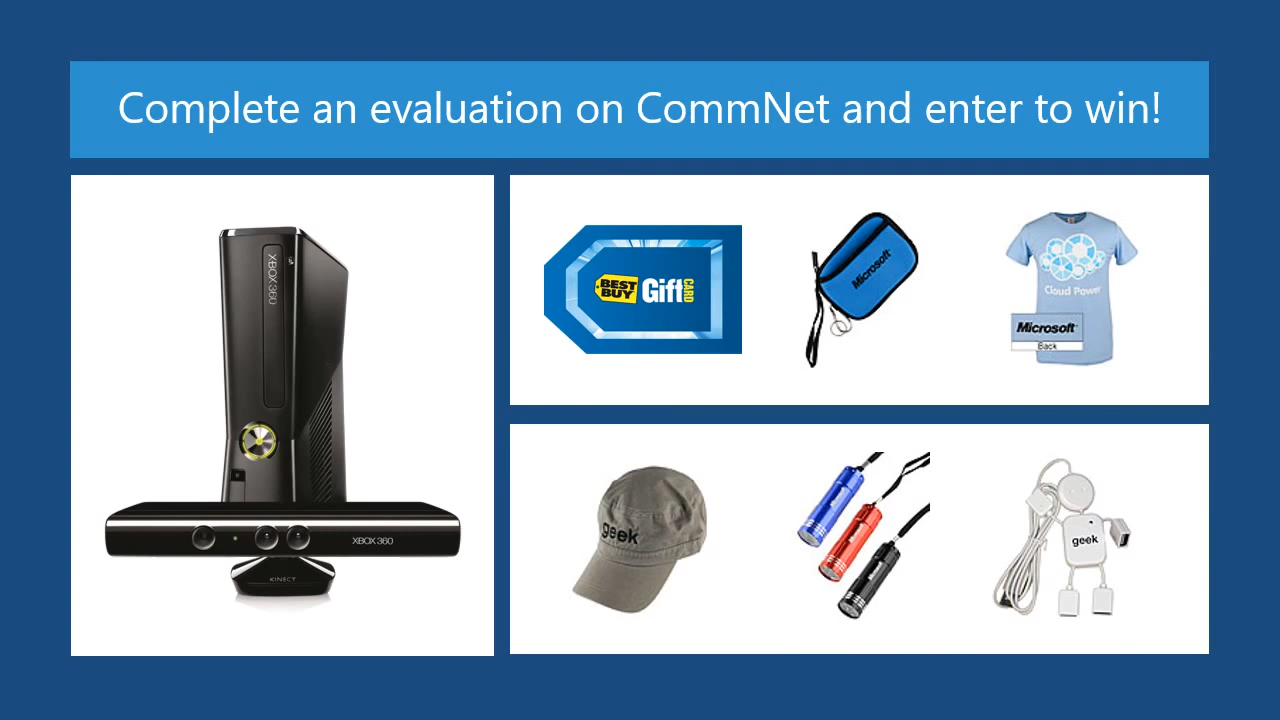 Complete an evaluation on CommNet and enter to win!
XBOX 360
XBOX 360
KINECT
BEST
BUY
Gift
CARD
Microsoft
Cloud Power
Microsoft
Back
geek
geek